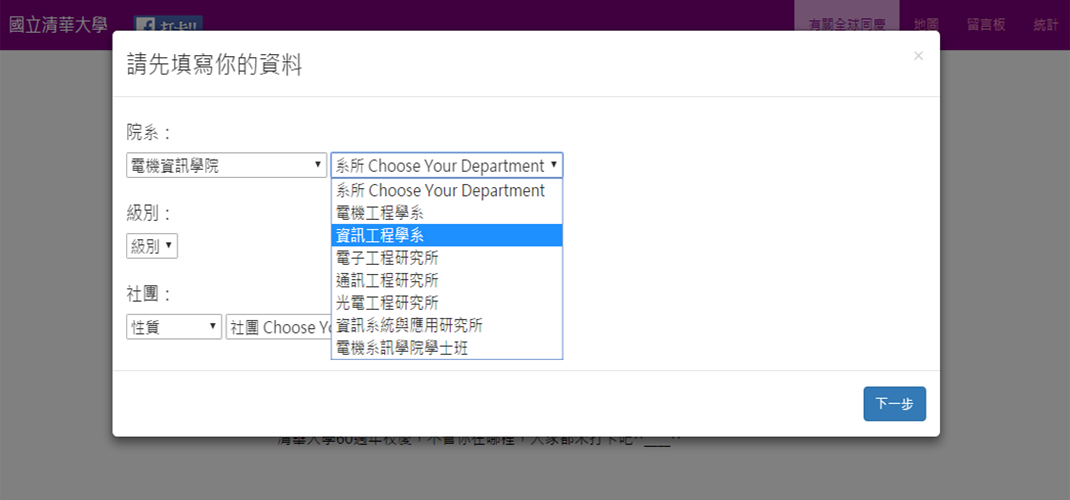 國立清華大學 打卡!! 有關全球同慶 地圖 留言板 統計
請先填寫你的資料 ×
院系：
電機資訊學院 系所 Choose Your Department
系所 Choose Your Department
電機工程學系
級別：
資訊工程學系
級別
電子工程研究所
通訊工程研究所
社團：
光電工程研究所
性質 社團 Choose Yo
資訊系統與應用研究所
電機系訊學院學士班
下一步
清華大學60週年校慶，不管你在哪裡，大家都來打卡吧^^____^^